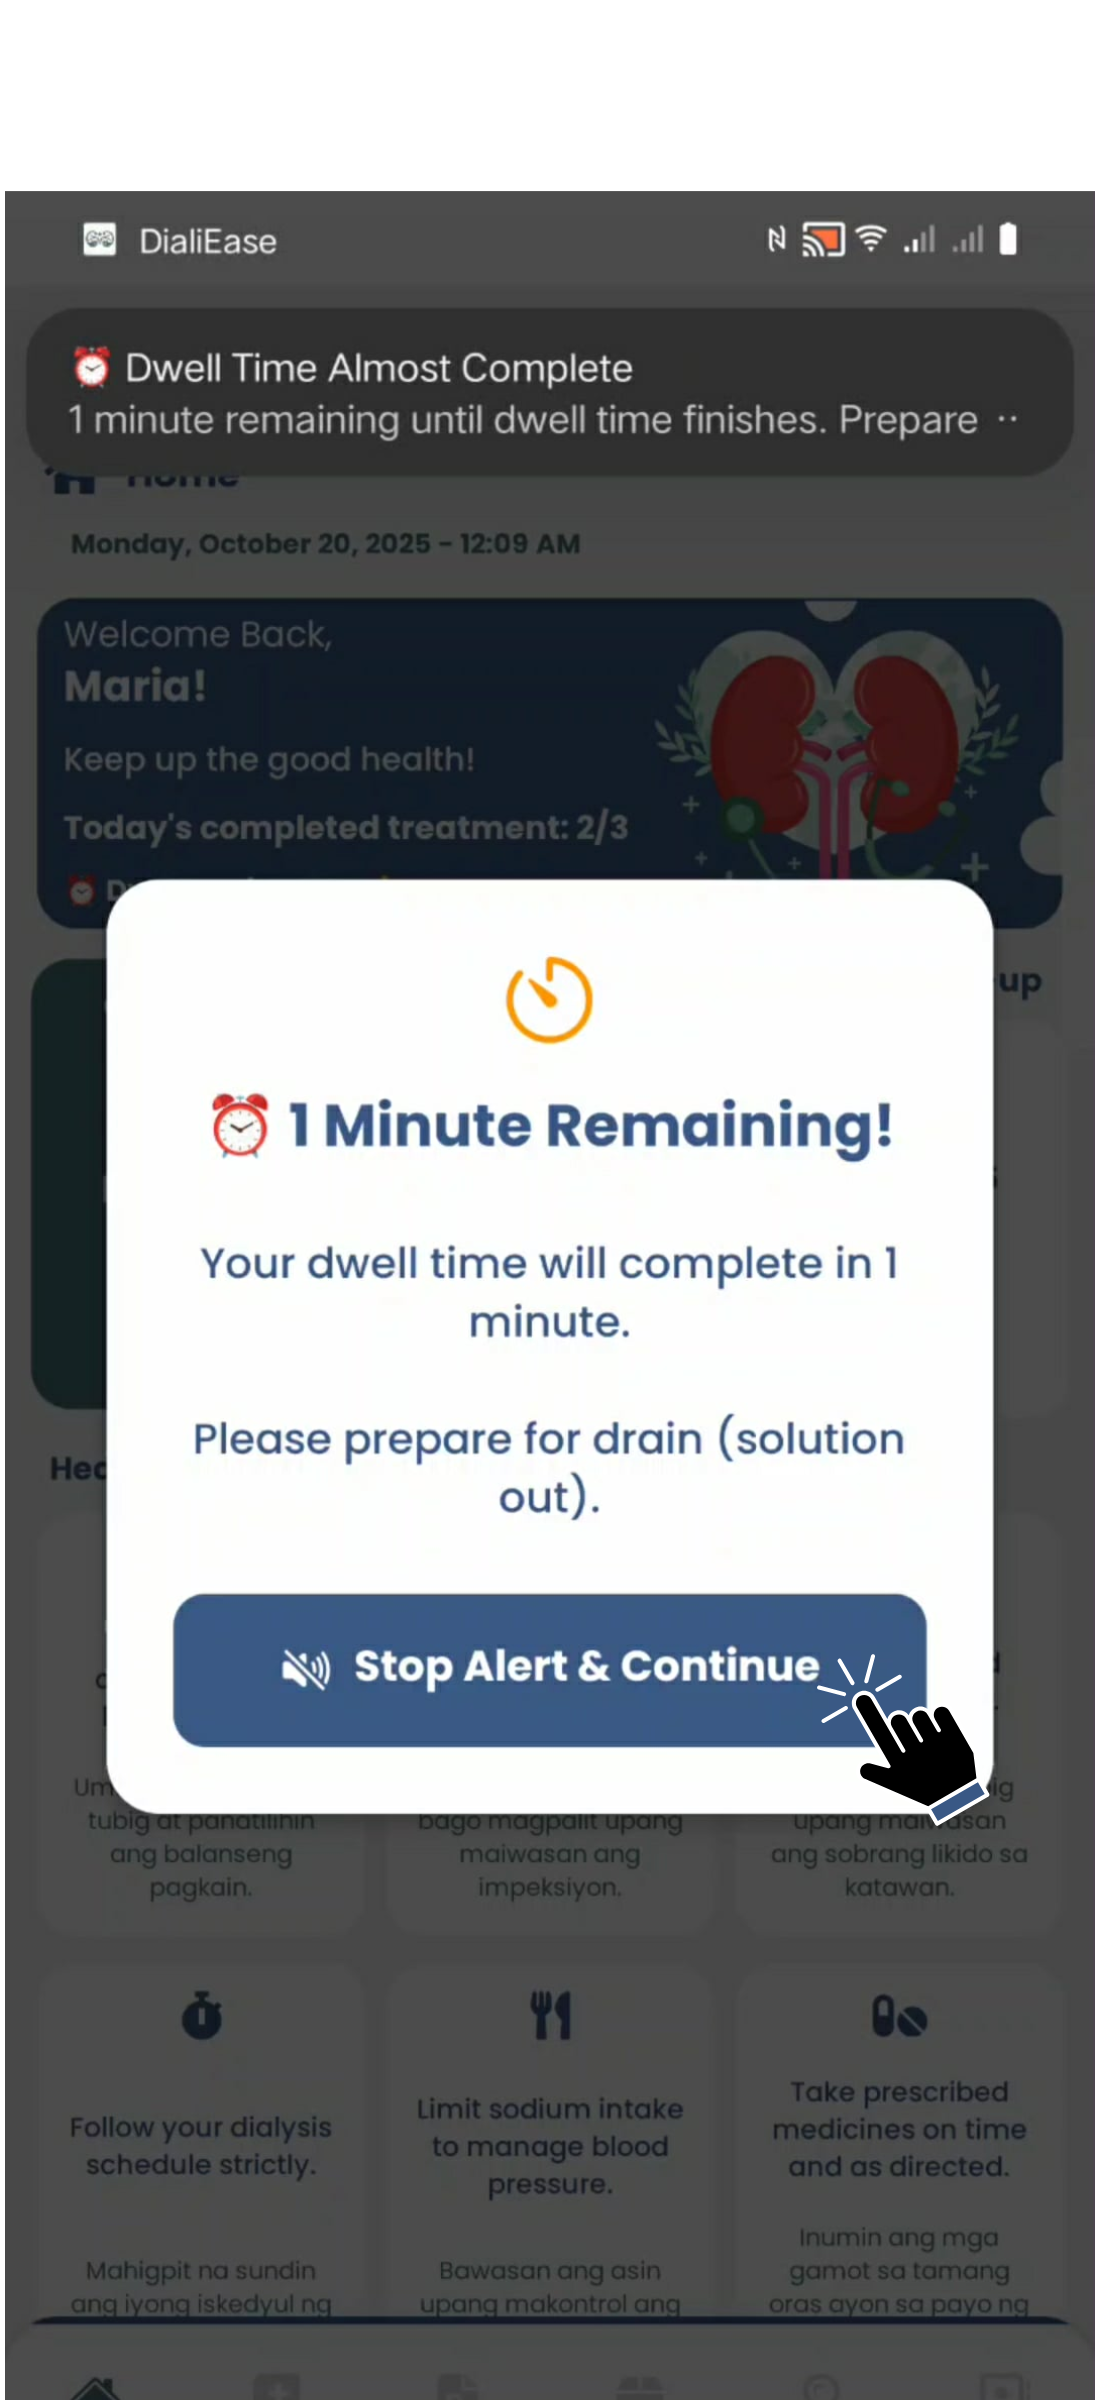 DialiEase
⏰ Dwell Time Almost Complete
1 minute remaining until dwell time finishes. Prepare ··
Home
Monday, October 20, 2025 - 12:09 AM
Welcome Back,
Maria!
Keep up the good health!
Today's completed treatment: 2/3
up
⏰ 1 Minute Remaining!
Your dwell time will complete in 1
minute.
Please prepare for drain (solution
out).
Stop Alert & Continue
tubig at panatilihin
ang balanseng
pagkain.
bago magpalit upang
maiwasan ang
impeksiyon.
upang maiwasan
ang sobrang likido sa
katawan.
Follow your dialysis
schedule strictly.
Mahigpit na sundin
ang iyong iskedyul ng
Limit sodium intake
to manage blood
pressure.
Bawasan ang asin
upang makontrol ang
Take prescribed
medicines on time
and as directed.
Inumin ang mga
gamot sa tamang
oras ayon sa payo ng